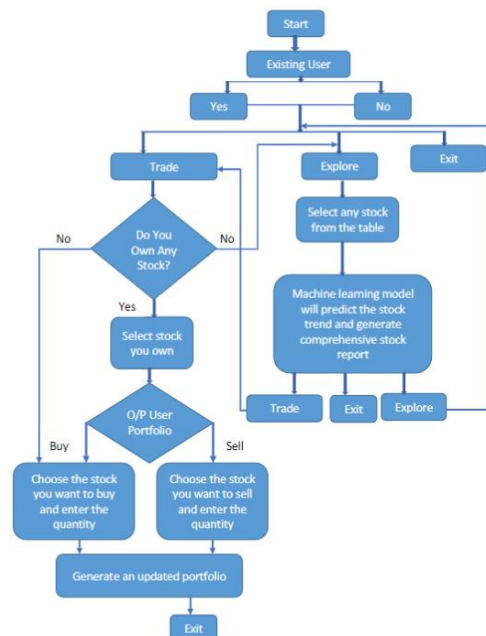 Start
Existing User
Yes
No
Trade
Explore
Exit
Select any stock
from the table
No
Do You
Own Any
Stock?
No
Machine learning model
will predict the stock
trend and generate
comprehensive stock
report
Yes
Select stock
you own
Trade
Exit
Explore
O/P User
Portfolio
Buy
Sell
Choose the stock
you want to buy
and enter the
quantity
Choose the stock
you want to sell
and enter the
quantity
Generate an updated portfolio
Exit